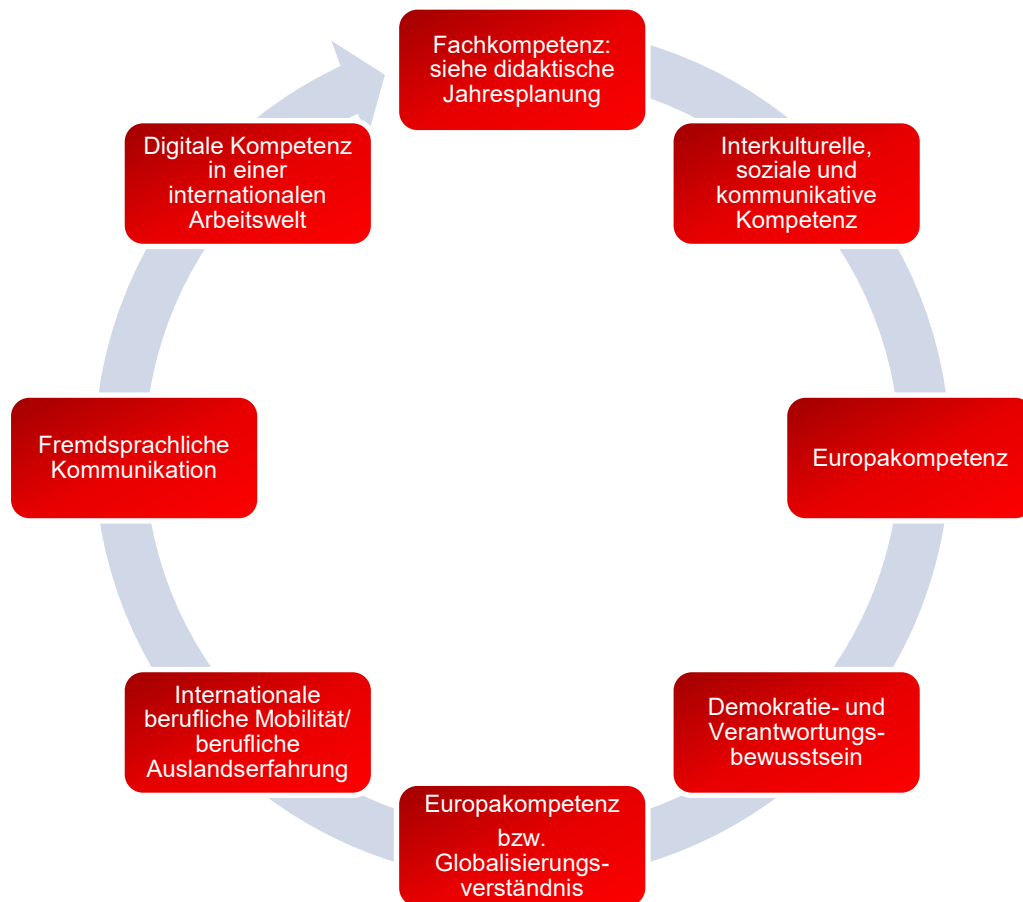 Fachkompetenz:
siehe didaktische
Jahresplanung
Interkulturelle,
soziale und
kommunikative
Kompetenz
Europakompetenz
Demokratie- und
Verantwortungs-
bewusstsein
Europakompetenz
bzw.
Globalisierungs-
verständnis
Internationale
berufliche Mobilität/
berufliche
Auslandserfahrung
Fremdsprachliche
Kommunikation
Digitale Kompetenz
in einer
internationalen
Arbeitswelt